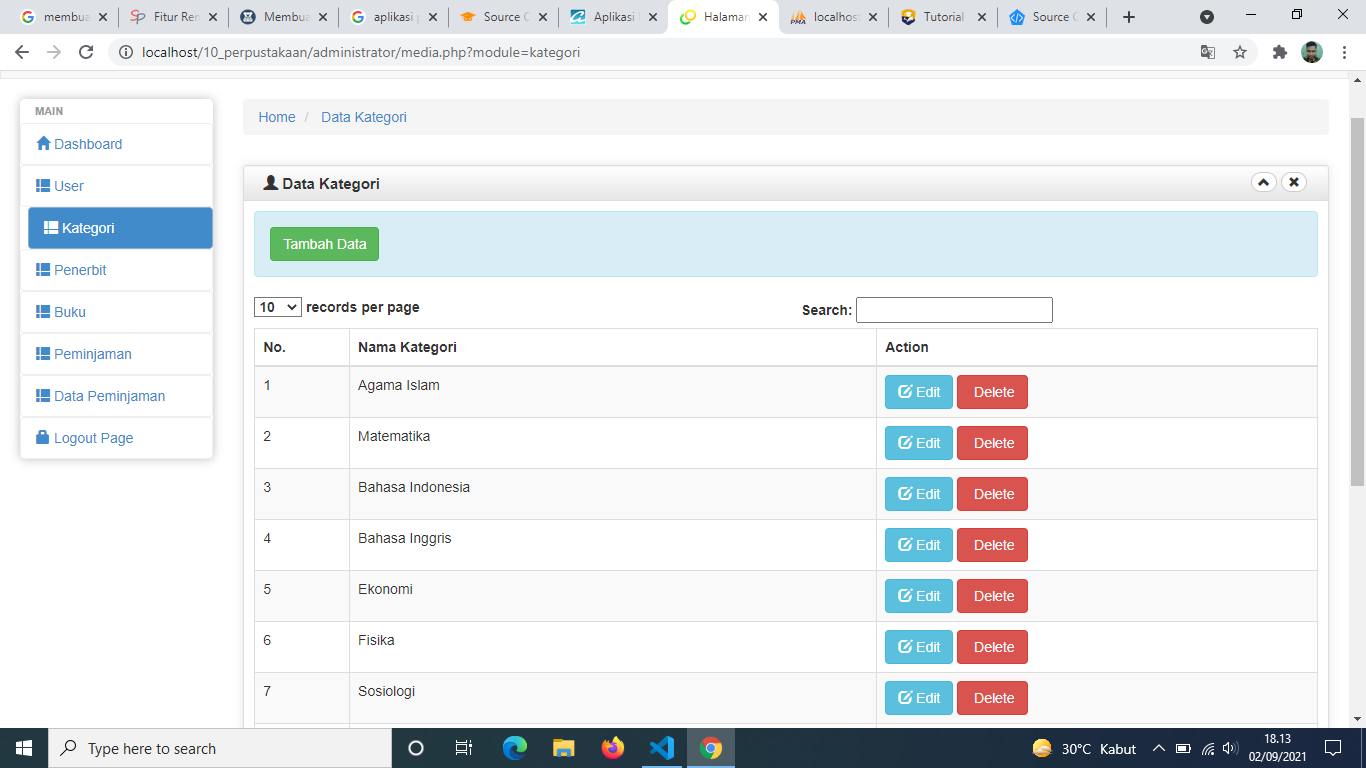 membua
Fitur Ren
Membua
aplikasi p
Source C
Aplikasi
Halaman
localhost
Tutorial
Source C
localhost/10_perpustakaan/administrator/media.php?module=kategori
MAIN
Dashboard
User
Kategori
Penerbit
Buku
Peminjaman
Data Peminjaman
Logout Page
Home / Data Kategori
Data Kategori
Tambah Data
10 records per page
Search:
No. Nama Kategori Action
1 Agama Islam Edit Delete
2 Matematika Edit Delete
3 Bahasa Indonesia Edit Delete
4 Bahasa Inggris Edit Delete
5 Ekonomi Edit Delete
6 Fisika Edit Delete
7 Sosiologi Edit Delete
Type here to search
30°C Kabut
18.13
02/09/2021